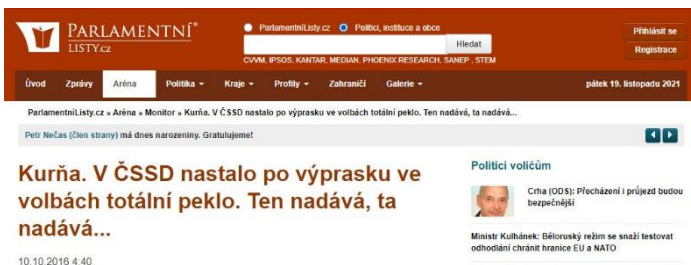 PARLAMENTNÍ
LISTY.cz
ParlamentníListy.cz Politici, instituce a obce
Hledat
CVVM, IPSOS, KANTAR, MEDIAN, PHOENIX RESEARCH, SANEP, STEM
Přihlásit se
Registrace
Úvod Zprávy Aréna Politika Kraje Profily Zahraničí Galerie pátek 19. listopadu 2021
ParlamentníListy.cz » Aréna » Monitor » Kurňa. V ČSSD nastalo po výprasku ve volbách totální peklo. Ten nadává, ta nadává...
Petr Nečas (člen strany) má dnes narozeniny. Gratulujeme!
Kurňa. V ČSSD nastalo po výprasku ve
volbách totální peklo. Ten nadává, ta
nadává...
10.10.2016 4:40
Politici voličům
Crha (ODS): Přecházení i průjezd budou
bezpečnější
Ministr Kulhánek: Běloruský režim se snaží testovat
odhodlání chránit hranice EU a NATO